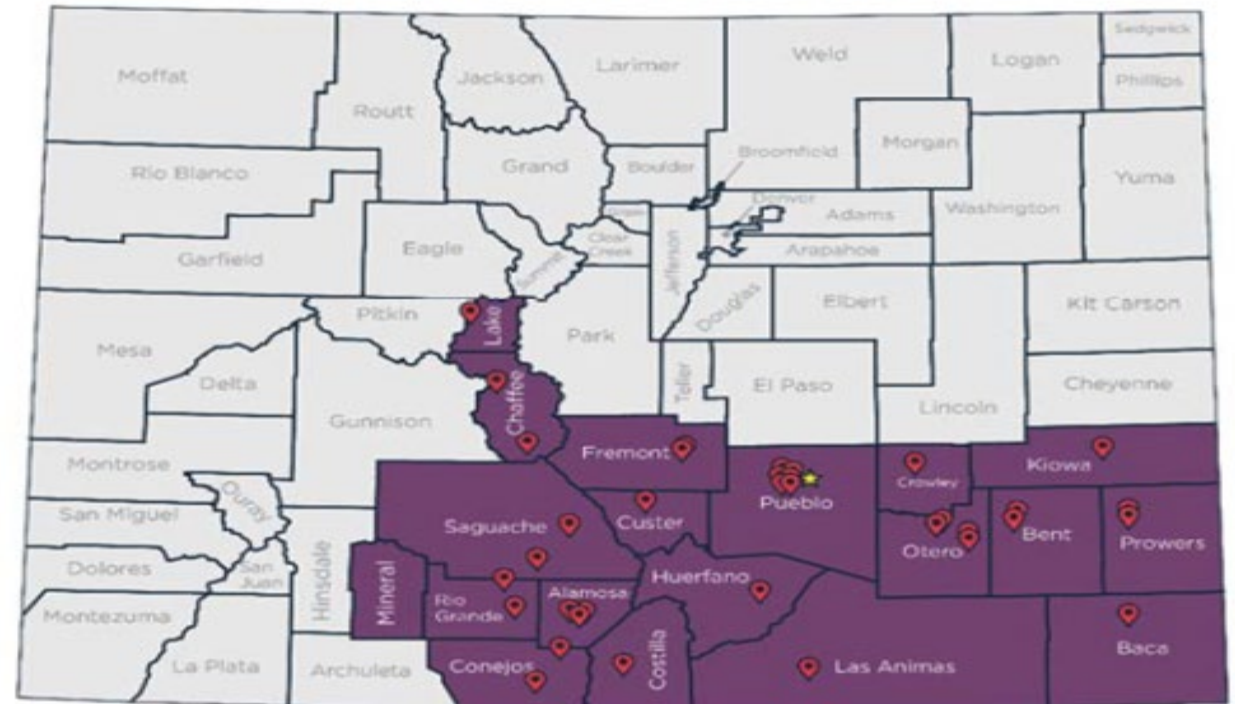 Moffat
Routt
Jackson
Larimer
Weld
Logan
Sedgwick
Phillips
Rio Blanco
Grand
Boulder
Broomfield
Morgan
Yuma
Garfield
Eagle
Summit
Clear
Creek
Jefferson
Denver
Adams
Arapahoe
Washington
Mesa
Pitkin
Lake
Park
Douglas
Elbert
Kit Carson
Delta
Gunnison
Chaffee
Teller
El Paso
Lincoln
Cheyenne
Montrose
Ouray
Fremont
Pueblo
Crowley
Kiowa
San Miguel
Saguache
Custer
Otero
Bent
Prowers
Dolores
San
Juan
Hinsdale
Mineral
Huerfano
Montezuma
Rio
Grande
Alamosa
La Plata
Archuleta
Conejos
Costilla
Las Animas
Baca